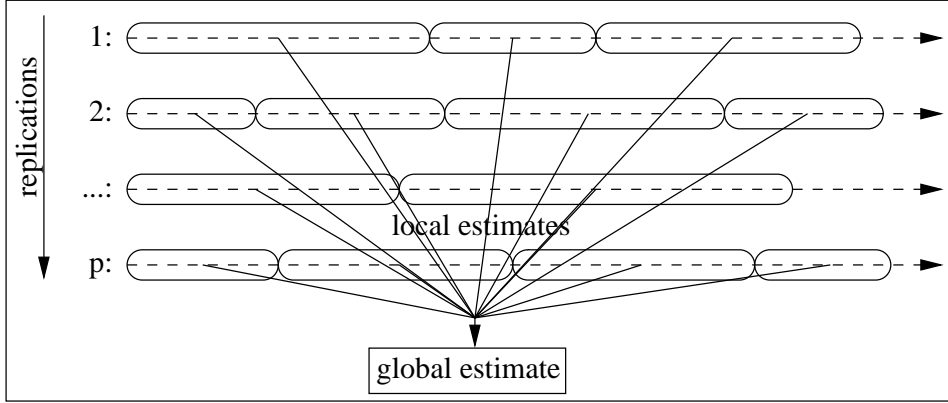 replications
1:
2:
...:
local estimates
p:
global estimate